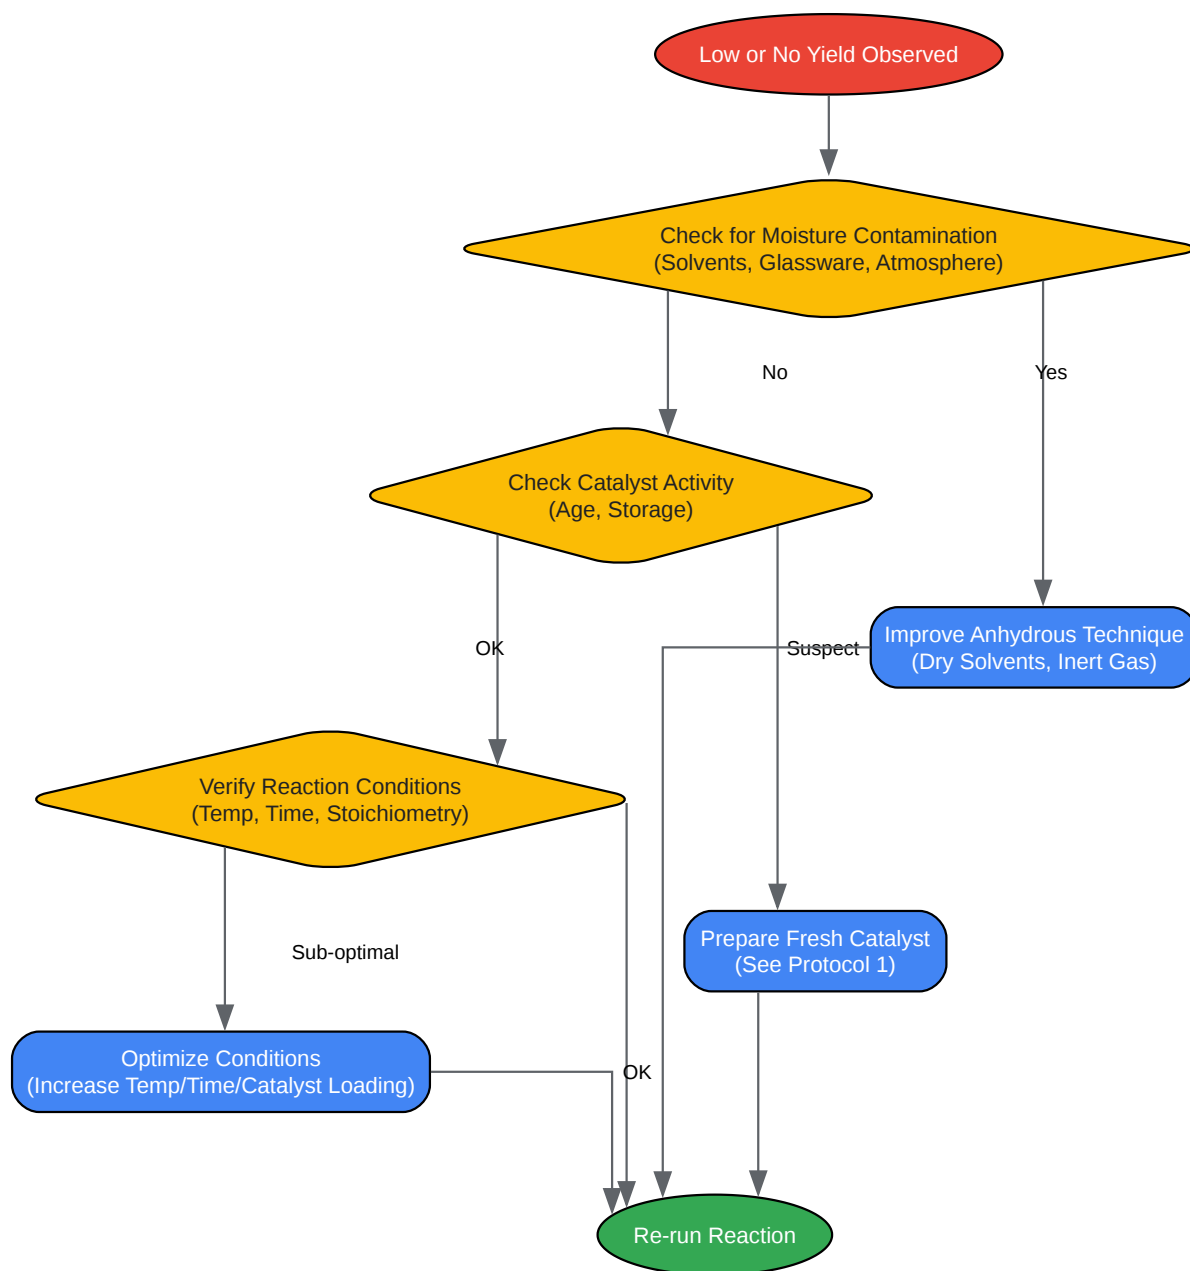 Low or No Yield Observed
Check for Moisture Contamination
(Solvents, Glassware, Atmosphere)
No
Yes
Check Catalyst Activity
(Age, Storage)
OK
Suspect
Improve Anhydrous Technique
(Dry Solvents, Inert Gas)
Verify Reaction Conditions
(Temp, Time, Stoichiometry)
Sub-optimal
Prepare Fresh Catalyst
(See Protocol 1)
Optimize Conditions
(Increase Temp/Time/Catalyst Loading)
OK
Re-run Reaction